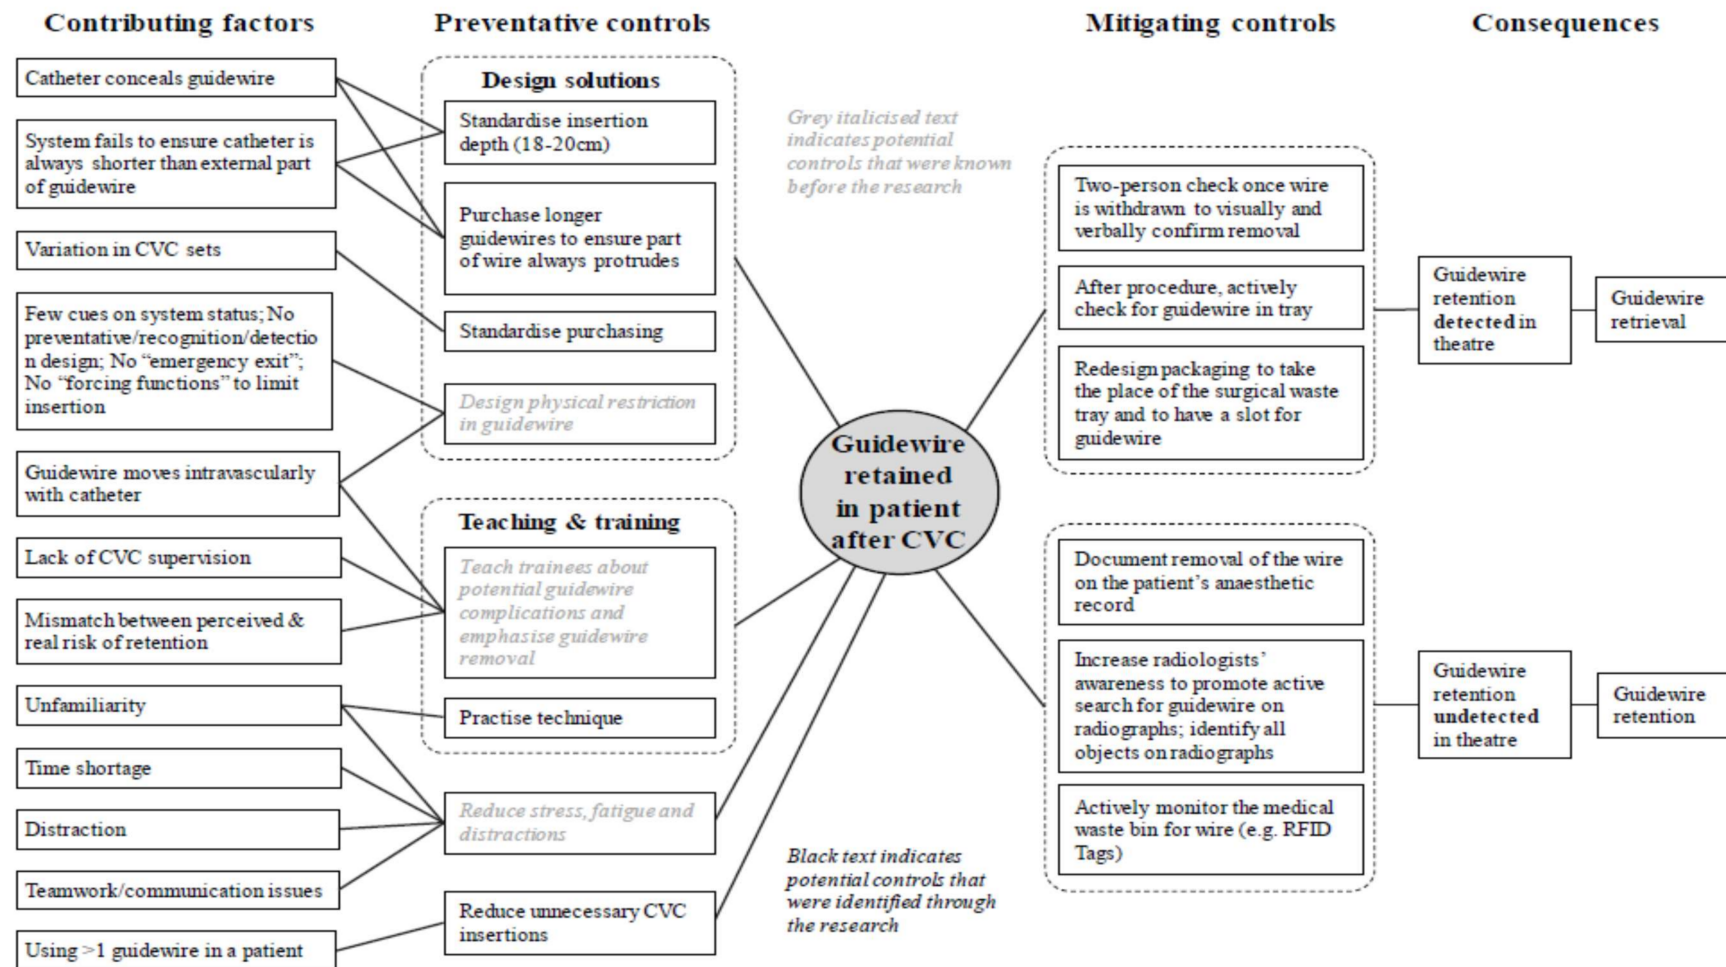 Contributing factors
Catheter conceals guidewire
System fails to ensure catheter is
always shorter than external part
of guidewire
Variation in CVC sets
Few cues on system status; No
preventative/recognition/detectio
n design; No “emergency exit”;
No “forcing functions” to limit
insertion
Guidewire moves intravascularly
with catheter
Lack of CVC supervision
Mismatch between perceived &
real risk of retention
Unfamiliarity
Time shortage
Distraction
Teamwork/communication issues
Using >1 guidewire in a patient
Preventative controls
Design solutions
Standardise insertion
depth (18-20cm)
Purchase longer
guidewires to ensure part
of wire always protrudes
Standardise purchasing
Design physical restriction
in guidewire
Teaching & training
Teach trainees about
potential guidewire
complications and
emphasise guidewire
removal
Practise technique
Reduce stress, fatigue and
distractions
Reduce unnecessary CVC
insertions
Grey italicised text
indicates potential
controls that were known
before the research
Guidewire
retained
in patient
after CVC
Black text indicates
potential controls that
were identified through
the research
Mitigating controls
Two-person check once wire
is withdrawn to visually and
verbally confirm removal
After procedure, actively
check for guidewire in tray
Redesign packaging to take
the place of the surgical waste
tray and to have a slot for
guidewire
Document removal of the wire
on the patient’s anaesthetic
record
Increase radiologists’
awareness to promote active
search for guidewire on
radiographs; identify all
objects on radiographs
Actively monitor the medical
waste bin for wire (e.g. RFID
Tags)
Consequences
Guidewire
retention
detected in
theatre
Guidewire
retrieval
Guidewire
retention
undetected
in theatre
Guidewire
retention